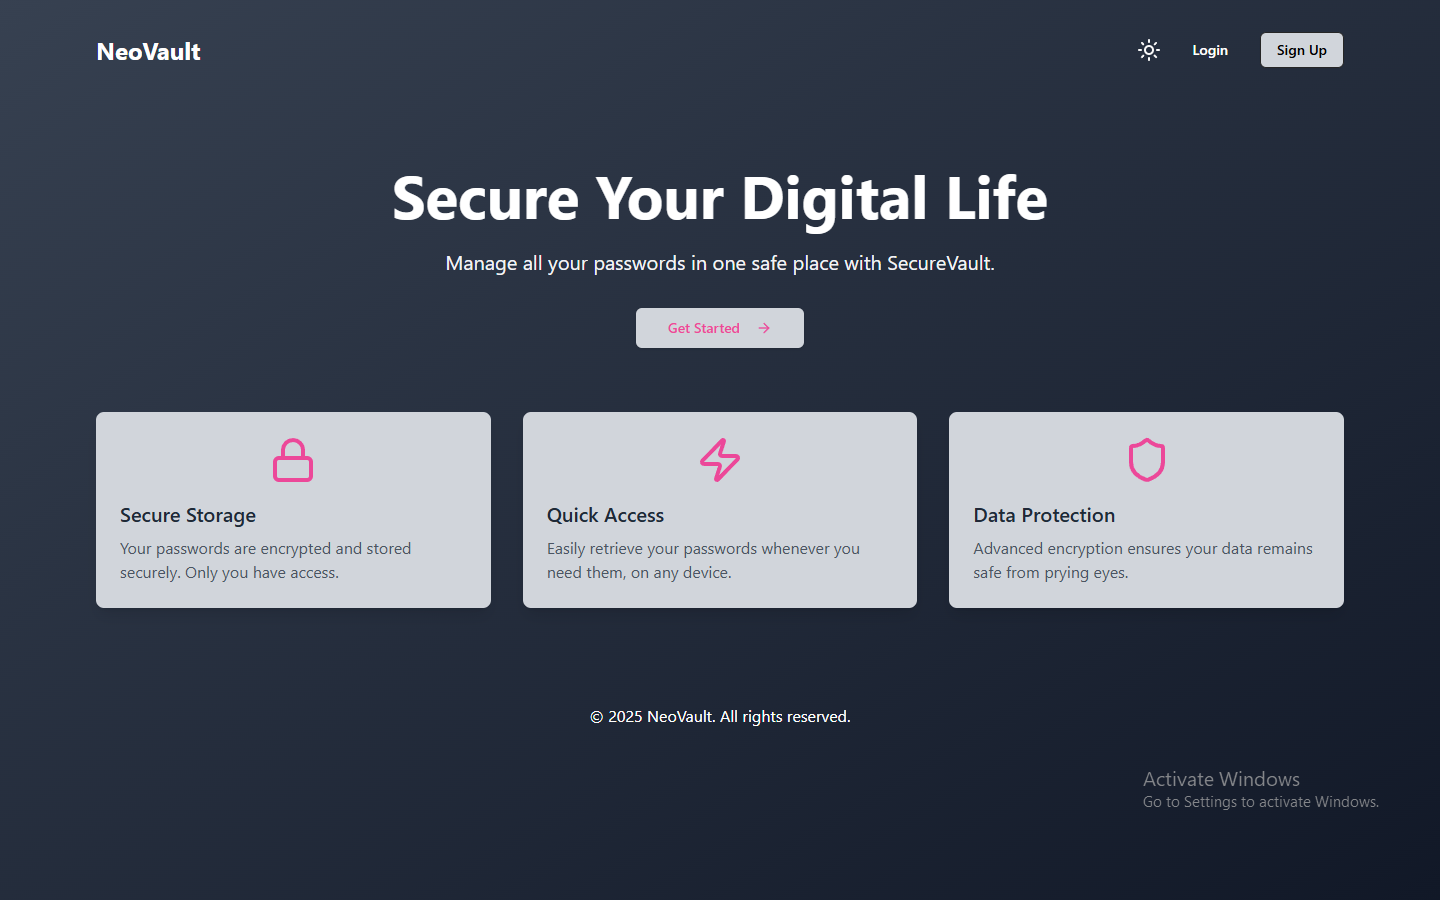 NeoVault
Login
Sign Up
Secure Your Digital Life
Manage all your passwords in one safe place with SecureVault.
Get Started
Secure Storage
Your passwords are encrypted and stored
securely. Only you have access.
Quick Access
Easily retrieve your passwords whenever you
need them, on any device.
Data Protection
Advanced encryption ensures your data remains
safe from prying eyes.
© 2025 NeoVault. All rights reserved.
Activate Windows
Go to Settings to activate Windows.